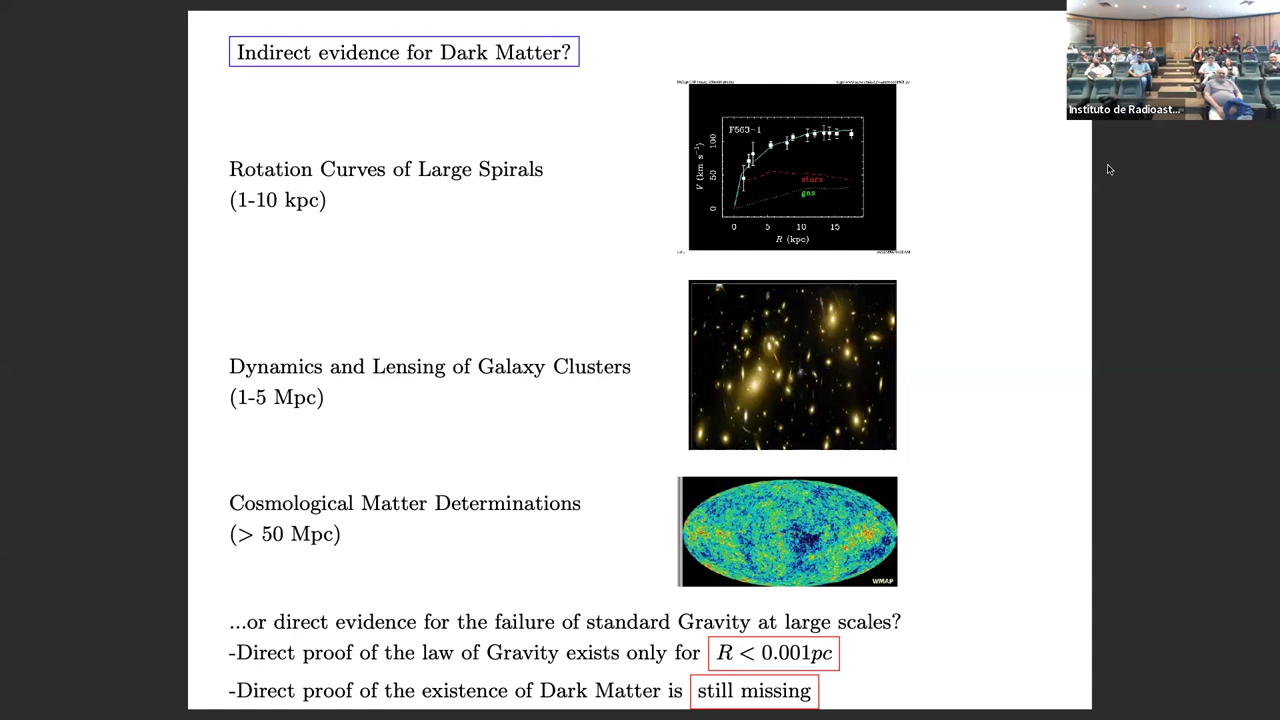 Indirect evidence for Dark Matter?
Instituto de Radioast...
Rotation Curves of Large Spirals
(1-10 kpc)
F563-1
V (km s⁻¹)
100
50
0
stars
gas
0 5 10 15
R (kpc)
Dynamics and Lensing of Galaxy Clusters
(1-5 Mpc)
Cosmological Matter Determinations
(> 50 Mpc)
WMAP
...or direct evidence for the failure of standard Gravity at large scales?
-Direct proof of the law of Gravity exists only for R < 0.001pc
-Direct proof of the existence of Dark Matter is still missing